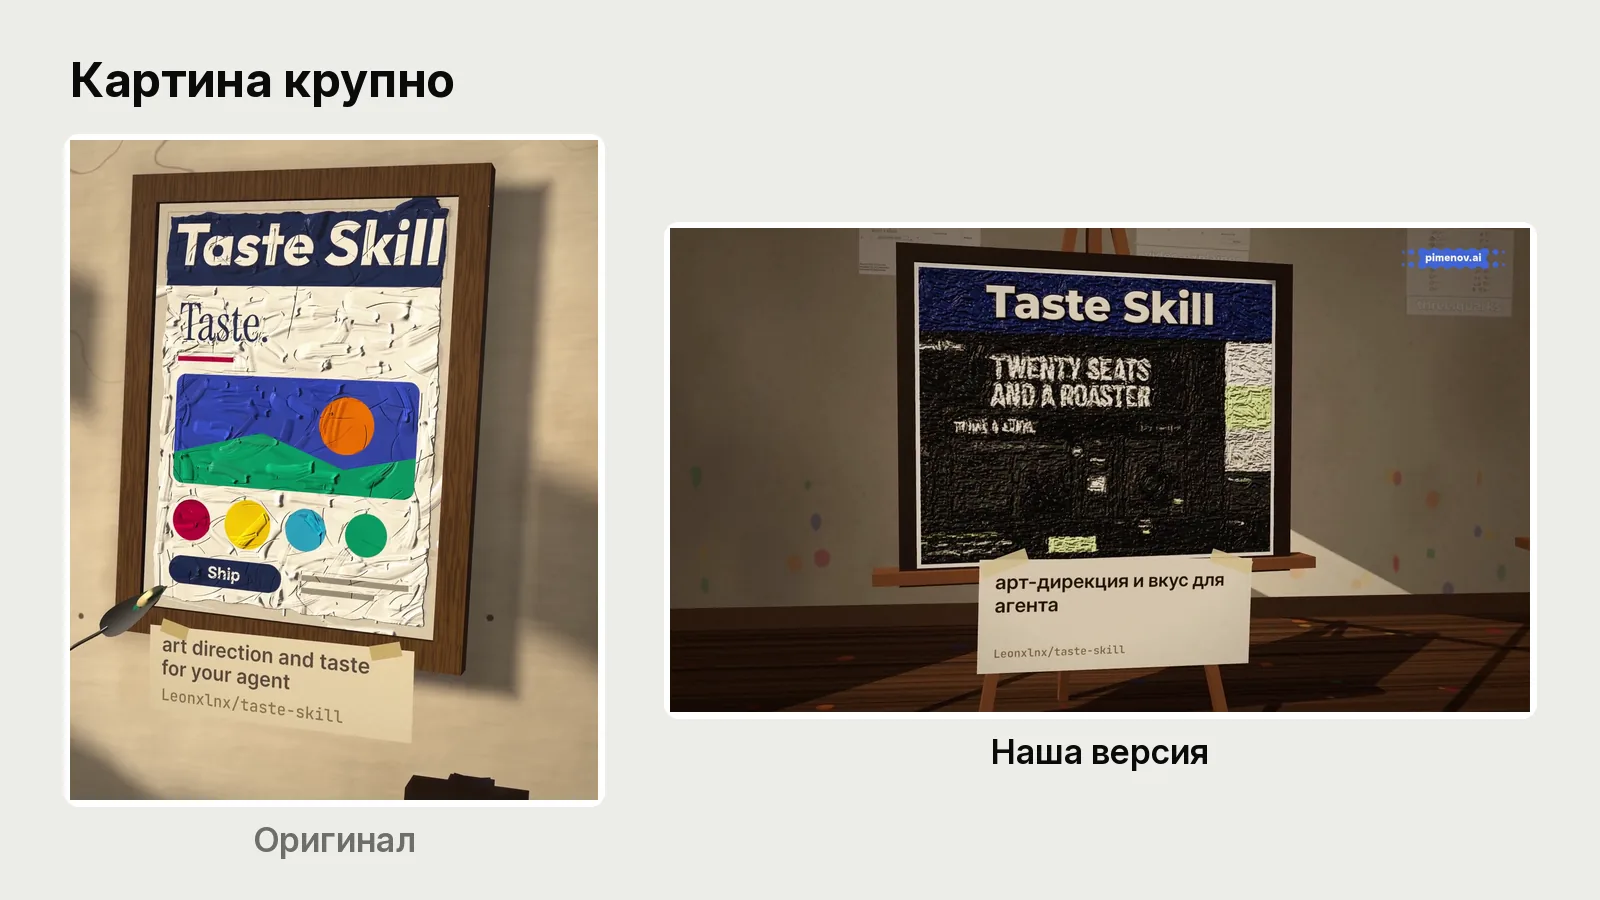 Картина крупно
Taste Skill
Taste.
Ship
art direction and taste
for your agent
Leonxlnx/taste-skill
Оригинал
pimenov.ai
Taste Skill
TWENTY SEATS
AND A ROASTER
арт-дирекция и вкус для
агента
Leonxlnx/taste-skill
Наша версия